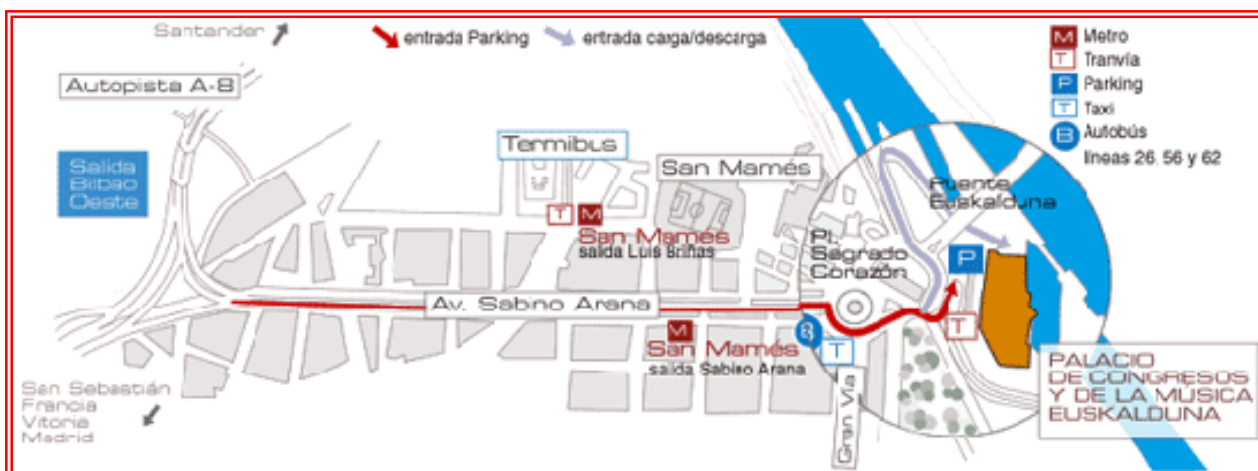 Santander
entrada Parking
entrada carga/descarga
M Metro
T Tranvía
P Parking
T Taxi
B Autobús
líneas 26. 56 y 62
Autopista A-8
Salida
Bilbao
Oeste
Termibus
San Mamés
Puente
Euskalduna
T M
San Mamés
salida Luis Briñas
Pl.
Sagrado
Corazón
P
Av. Sabino Arana
M
San Mamés
salida Sabino Arana
B
T
T
Gran Vía
PALACIO
DE CONGRESOS
Y DE LA MÚSICA
EUSKALDUNA
San Sebastián
Francia
Vitoria
Madrid